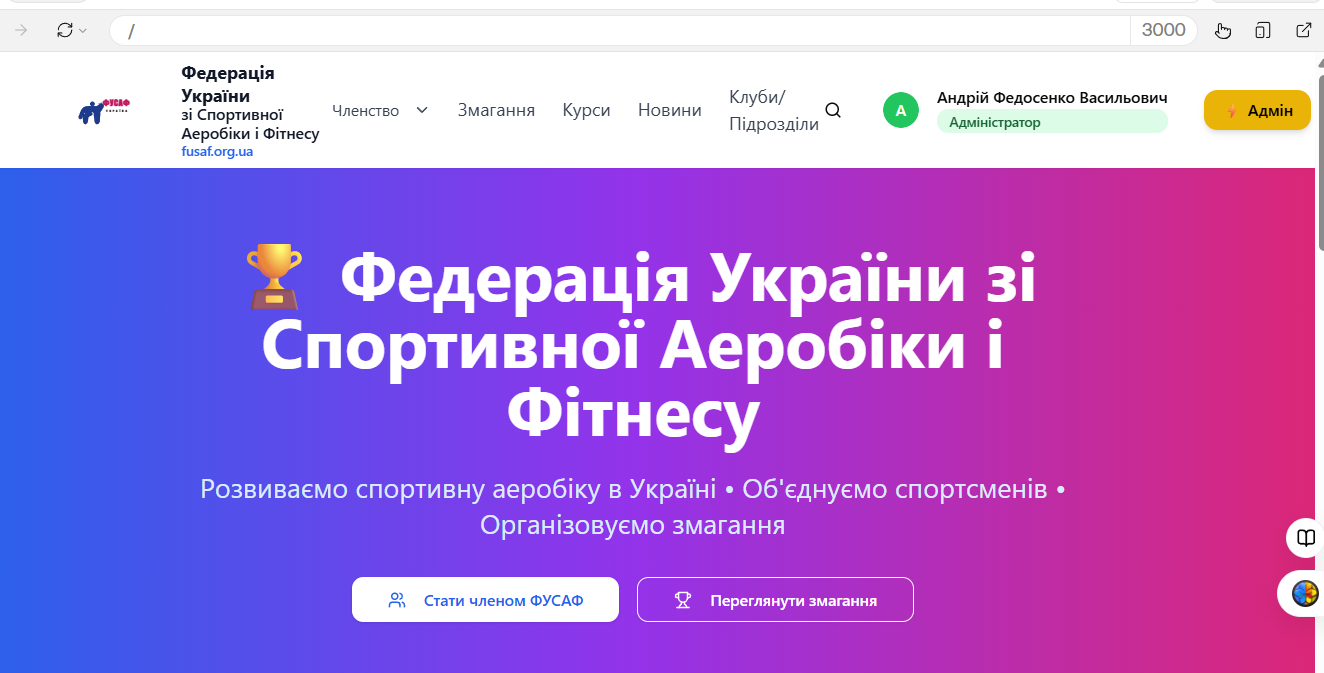 /
3000
ФУСАФ
УКРАЇНА
Федерація
України
зі Спортивної
Аеробіки і Фітнесу
fusaf.org.ua
Членство
Змагання
Курси
Новини
Клуби/
Підрозділи
А
Андрій Федосенко Васильович
Адміністратор
Адмін
Федерація України зі
Спортивної Аеробіки і
Фітнесу
Розвиваємо спортивну аеробіку в Україні • Об'єднуємо спортсменів •
Організовуємо змагання
Стати членом ФУСАФ
Переглянути змагання